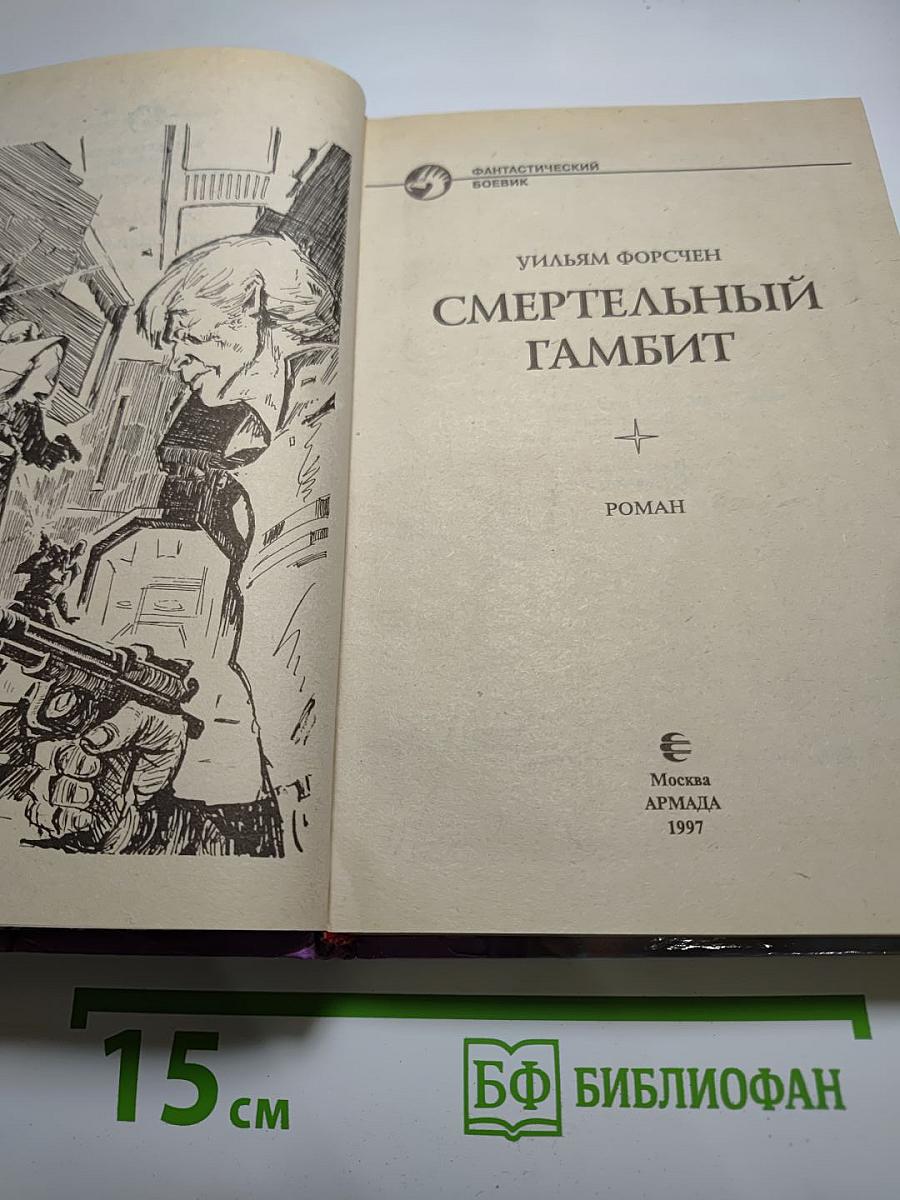 ФАНТАСТИЧЕСКИЙ
БОЕВИК
УИЛЬЯМ ФОРСЧЕН
СМЕРТЕЛЬНЫЙ
ГАМБИТ
РОМАН
Москва
АРМАДА
1997
15 см
БФ БИБЛИОФАН